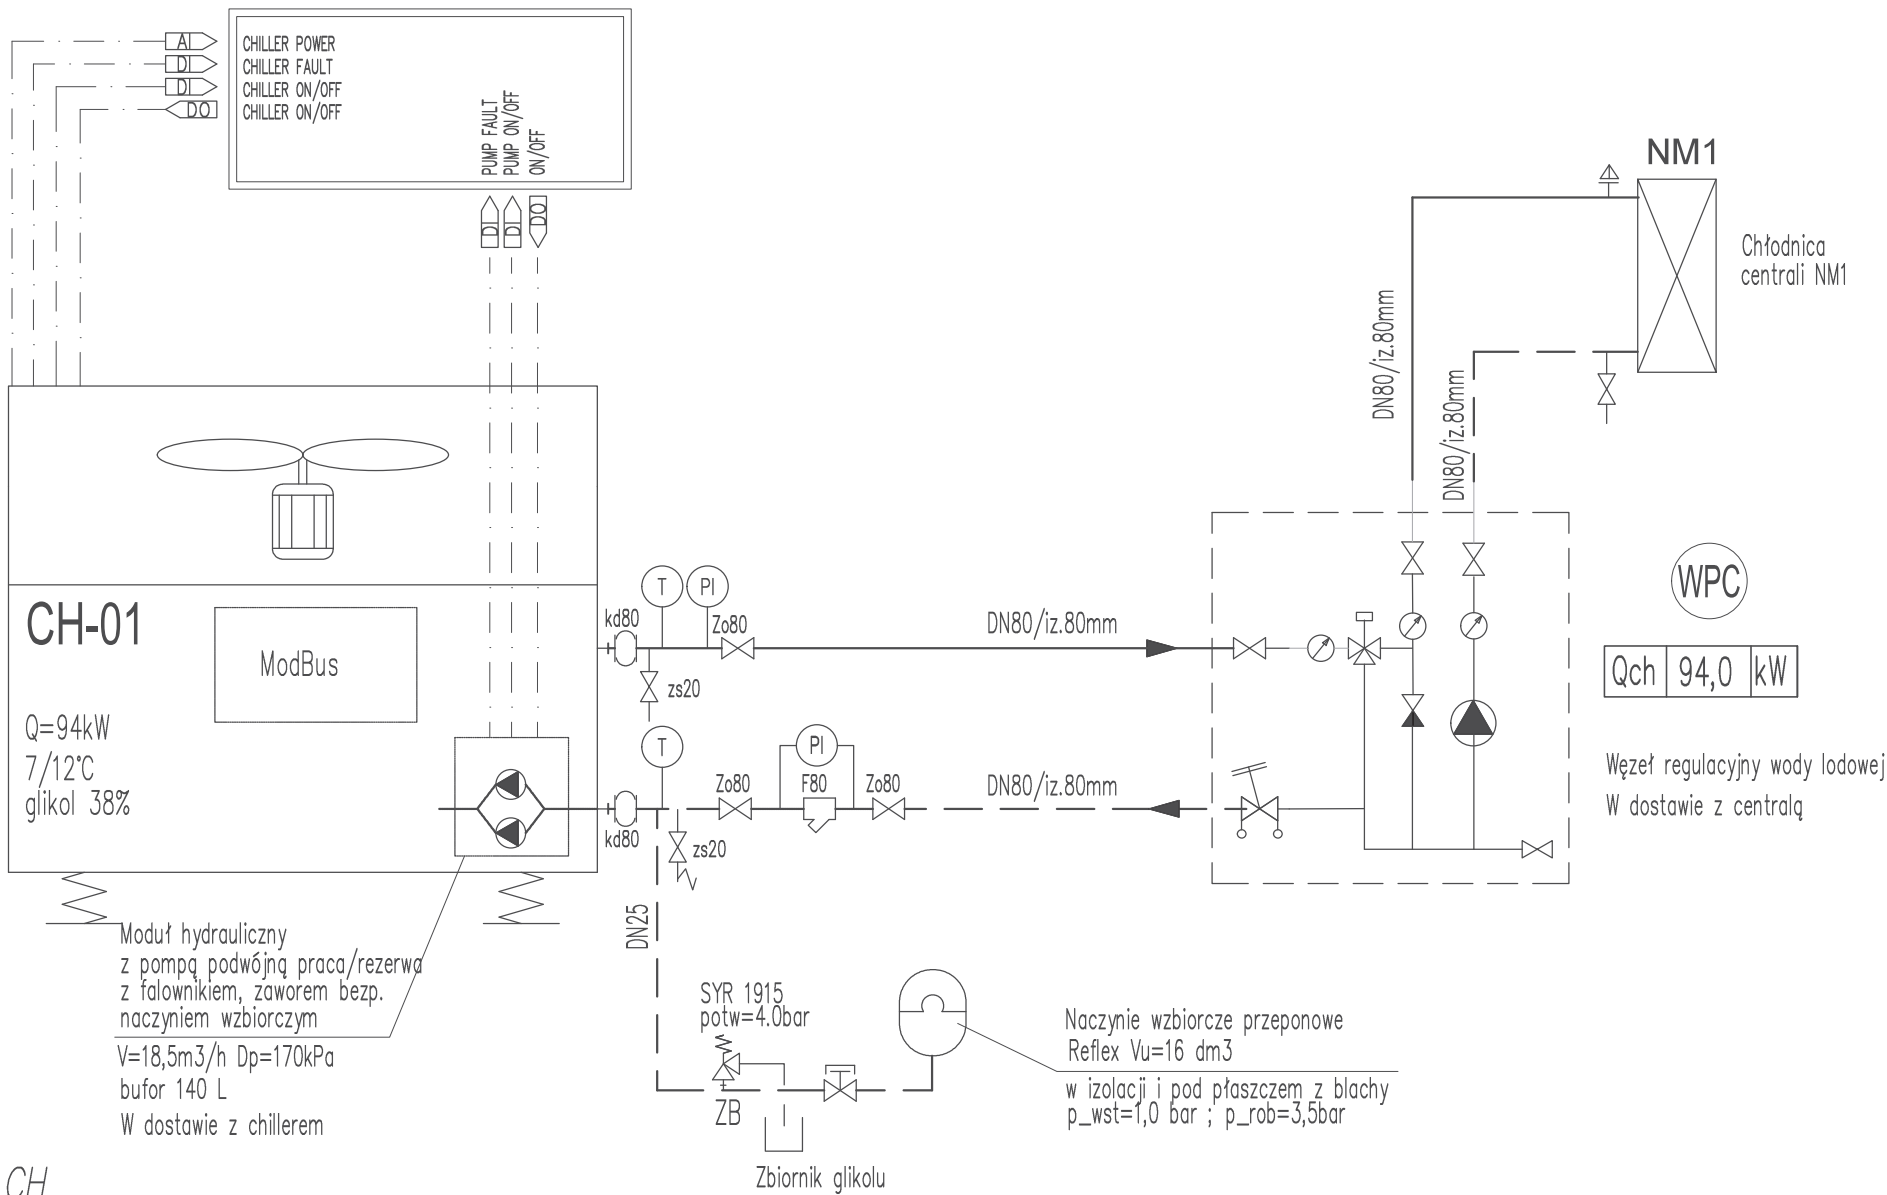 AI
DI
DI
DO
CHILLER POWER
CHILLER FAULT
CHILLER ON/OFF
CHILLER ON/OFF
PUMP FAULT
PUMP ON/OFF
ON/OFF
DI
DI
DO
NM1
Chłodnica
centrali NM1
DN80/iz.80mm
DN80/iz.80mm
CH-01
ModBus
Q=94kW
7/12°C
glikol 38%
kd80
T
PI
Zo80
zs20
DN80/iz.80mm
WPC
Qch 94,0 kW
Węzeł regulacyjny wody lodowej
W dostawie z centralą
T
PI
Zo80
F80
Zo80
DN80/iz.80mm
kd80
zs20
DN25
Moduł hydrauliczny
z pompą podwójną praca/rezerwa
z falownikiem, zaworem bezp.
naczyniem wzbiorczym
V=18,5m3/h Dp=170kPa
bufor 140 L
W dostawie z chillerem
SYR 1915
potw=4.0bar
ZB
Zbiornik glikolu
Naczynie wzbiorcze przeponowe
Reflex Vu=16 dm3
w izolacji i pod płaszczem z blachy
p_wst=1,0 bar ; p_rob=3,5bar
CH